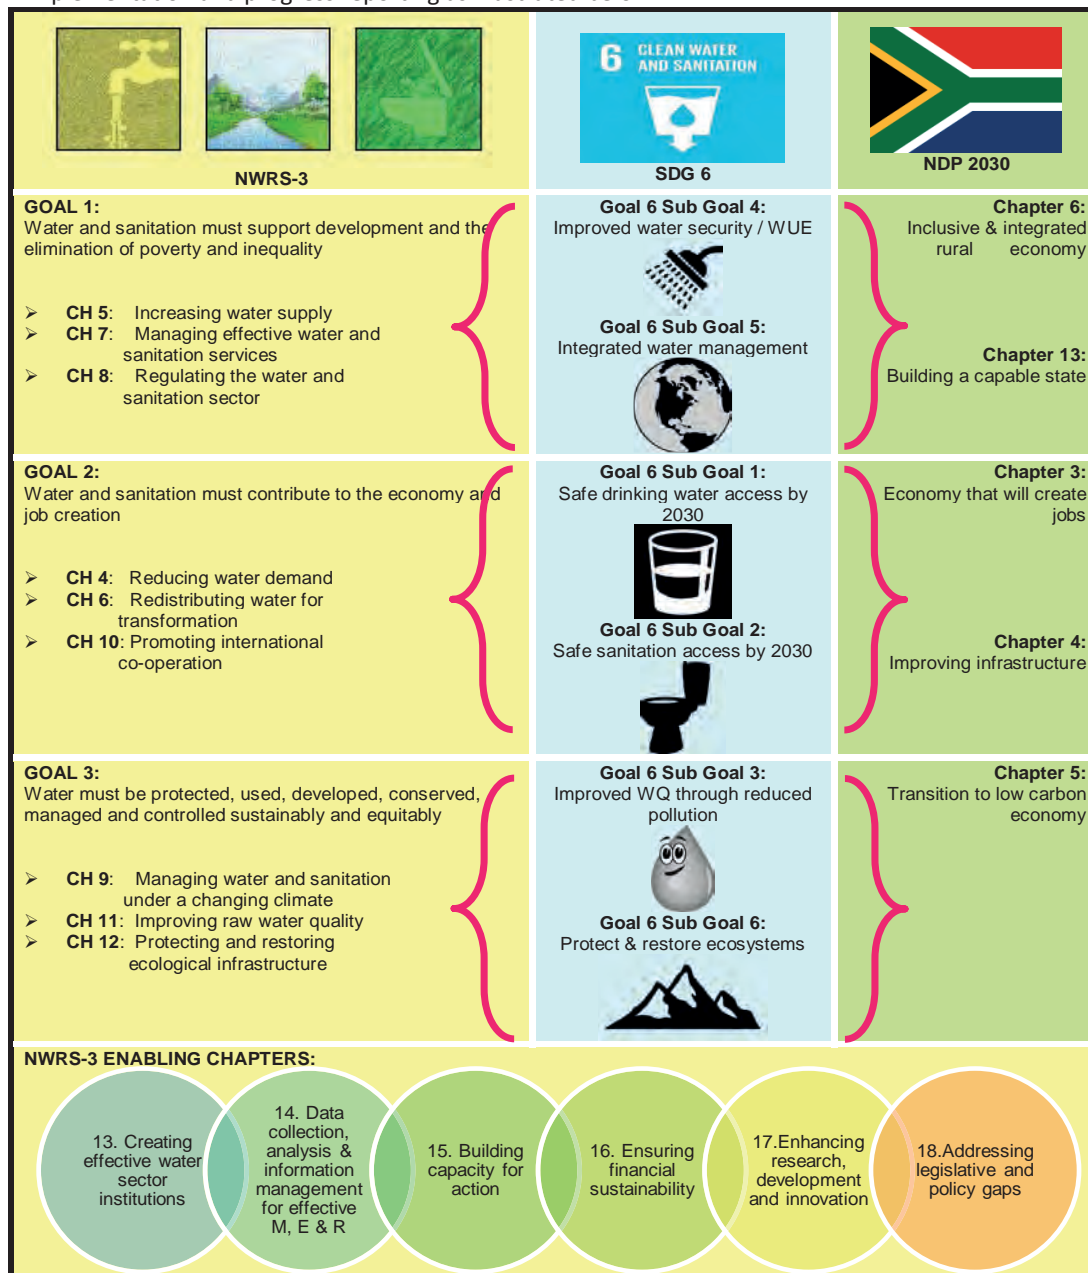 6 CLEAN WATER
AND SANITATION
NWRS-3
SDG 6
NDP 2030
GOAL 1:
Water and sanitation must support development and the
elimination of poverty and inequality
➢ CH 5: Increasing water supply
➢ CH 7: Managing effective water and
sanitation services
➢ CH 8: Regulating the water and
sanitation sector
Goal 6 Sub Goal 4:
Improved water security / WUE
Goal 6 Sub Goal 5:
Integrated water management
Chapter 6:
Inclusive & integrated
rural economy
Chapter 13:
Building a capable state
GOAL 2:
Water and sanitation must contribute to the economy and
job creation
➢ CH 4: Reducing water demand
➢ CH 6: Redistributing water for
transformation
➢ CH 10: Promoting international
co-operation
Goal 6 Sub Goal 1:
Safe drinking water access by
2030
Goal 6 Sub Goal 2:
Safe sanitation access by 2030
Chapter 3:
Economy that will create
jobs
Chapter 4:
Improving infrastructure
GOAL 3:
Water must be protected, used, developed, conserved,
managed and controlled sustainably and equitably
➢ CH 9: Managing water and sanitation
under a changing climate
➢ CH 11: Improving raw water quality
➢ CH 12: Protecting and restoring
ecological infrastructure
Goal 6 Sub Goal 3:
Improved WQ through reduced
pollution
Goal 6 Sub Goal 6:
Protect & restore ecosystems
Chapter 5:
Transition to low carbon
economy
NWRS-3 ENABLING CHAPTERS:
13. Creating
effective water
sector
institutions
14. Data
collection,
analysis &
information
management
for effective
M, E & R
15. Building
capacity for
action
16. Ensuring
financial
sustainability
17.Enhancing
research,
development
and innovation
18.Addressing
legislative and
policy gaps